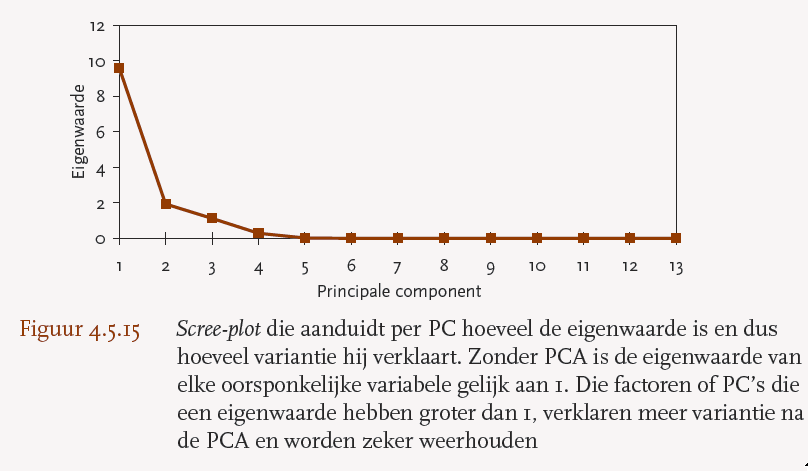 12
10
8
6
4
2
0
Eigenwaarde
1 2 3 4 5 6 7 8 9 10 11 12 13
Principale component
Figuur 4.5.15 Scree-plot die aanduidt per PC hoeveel de eigenwaarde is en dus
hoeveel variantie hij verklaart. Zonder PCA is de eigenwaarde van
elke oorsponkelijke variabele gelijk aan 1. Die factoren of PC’s die
een eigenwaarde hebben groter dan 1, verklaren meer variantie na
de PCA en worden zeker weerhouden